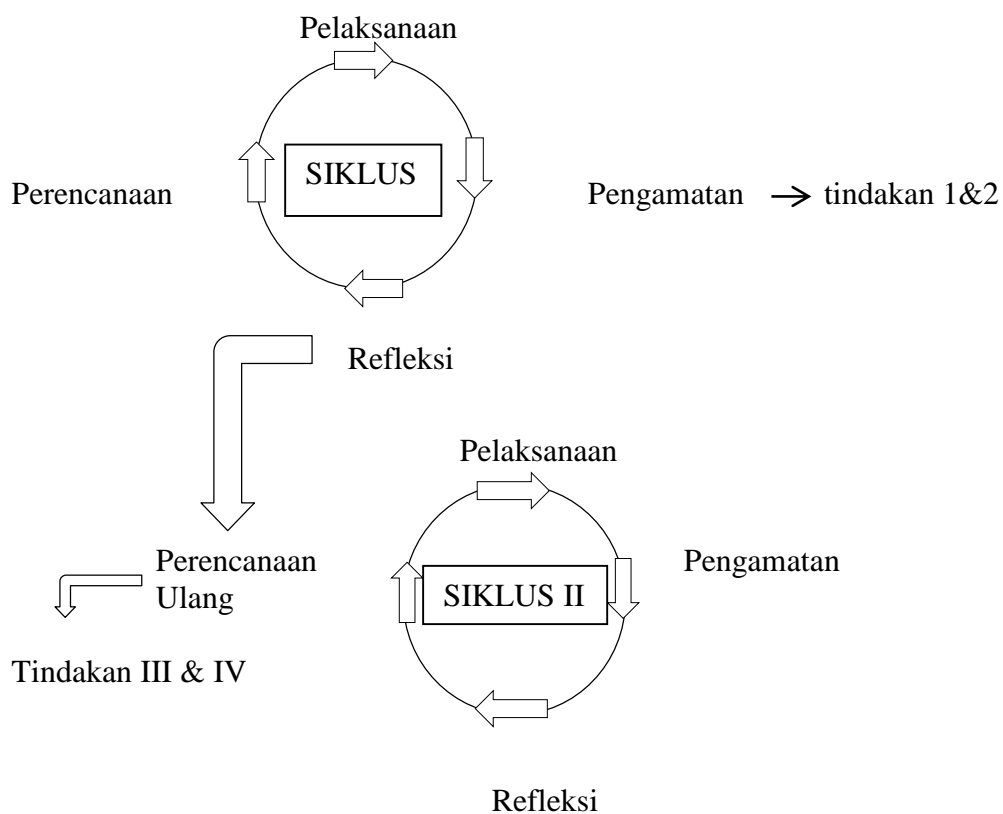 Pelaksanaan
SIKLUS
Perencanaan
Pengamatan → tindakan 1&2
Refleksi
Pelaksanaan
Perencanaan
Ulang
Pengamatan
SIKLUS II
Tindakan III & IV
Refleksi